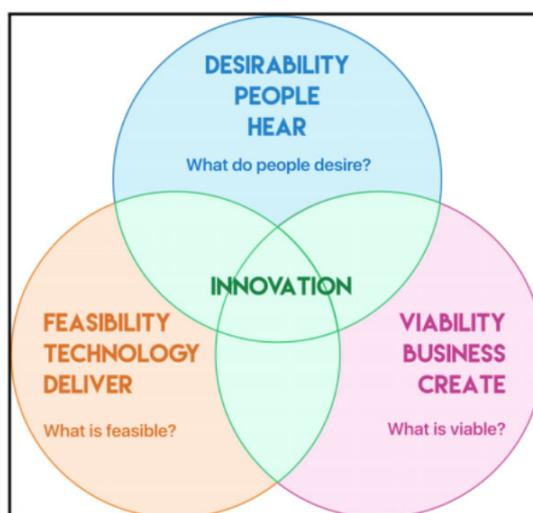 DESIRABILITY
PEOPLE
HEAR
What do people desire?
INNOVATION
FEASIBILITY
TECHNOLOGY
DELIVER
What is feasible?
VIABILITY
BUSINESS
CREATE
What is viable?